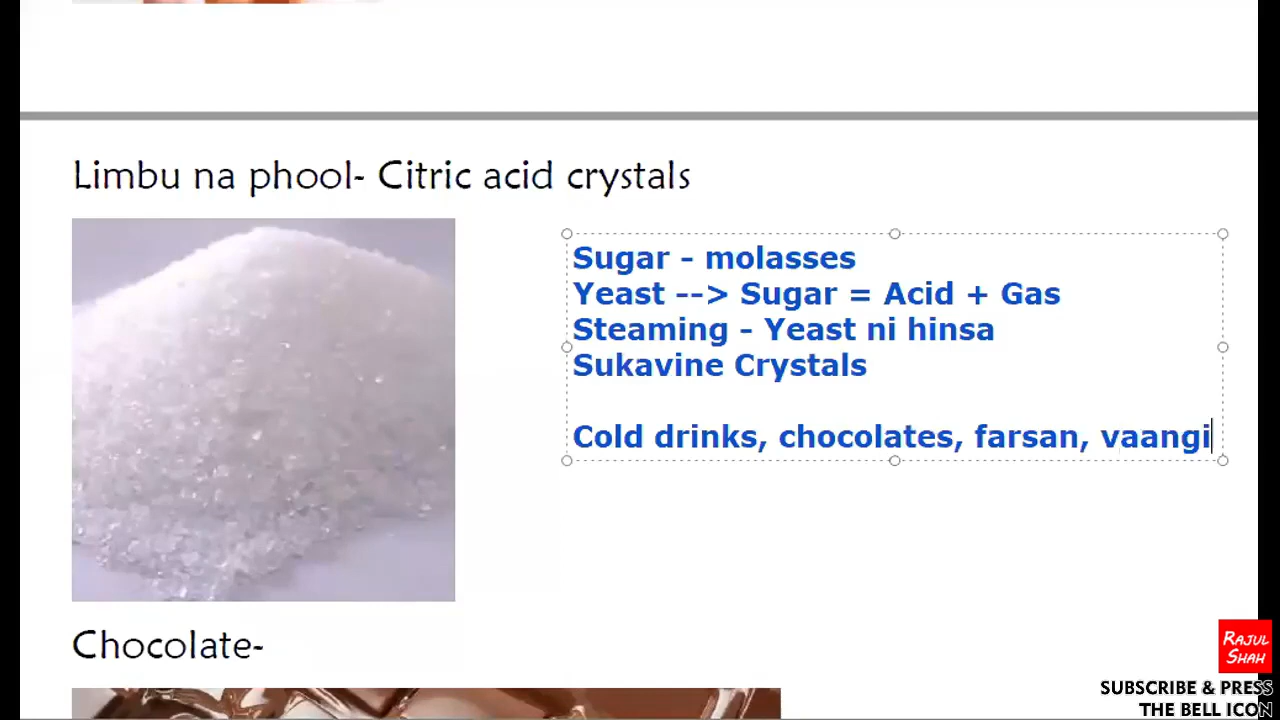 Limbu na phool- Citric acid crystals
Sugar - molasses
Yeast --> Sugar = Acid + Gas
Steaming - Yeast ni hinsa
Sukavine Crystals
Cold drinks, chocolates, farsan, vaangi
Chocolate-
RAJUL
SHAH
SUBSCRIBE & PRESS
THE BELL ICON